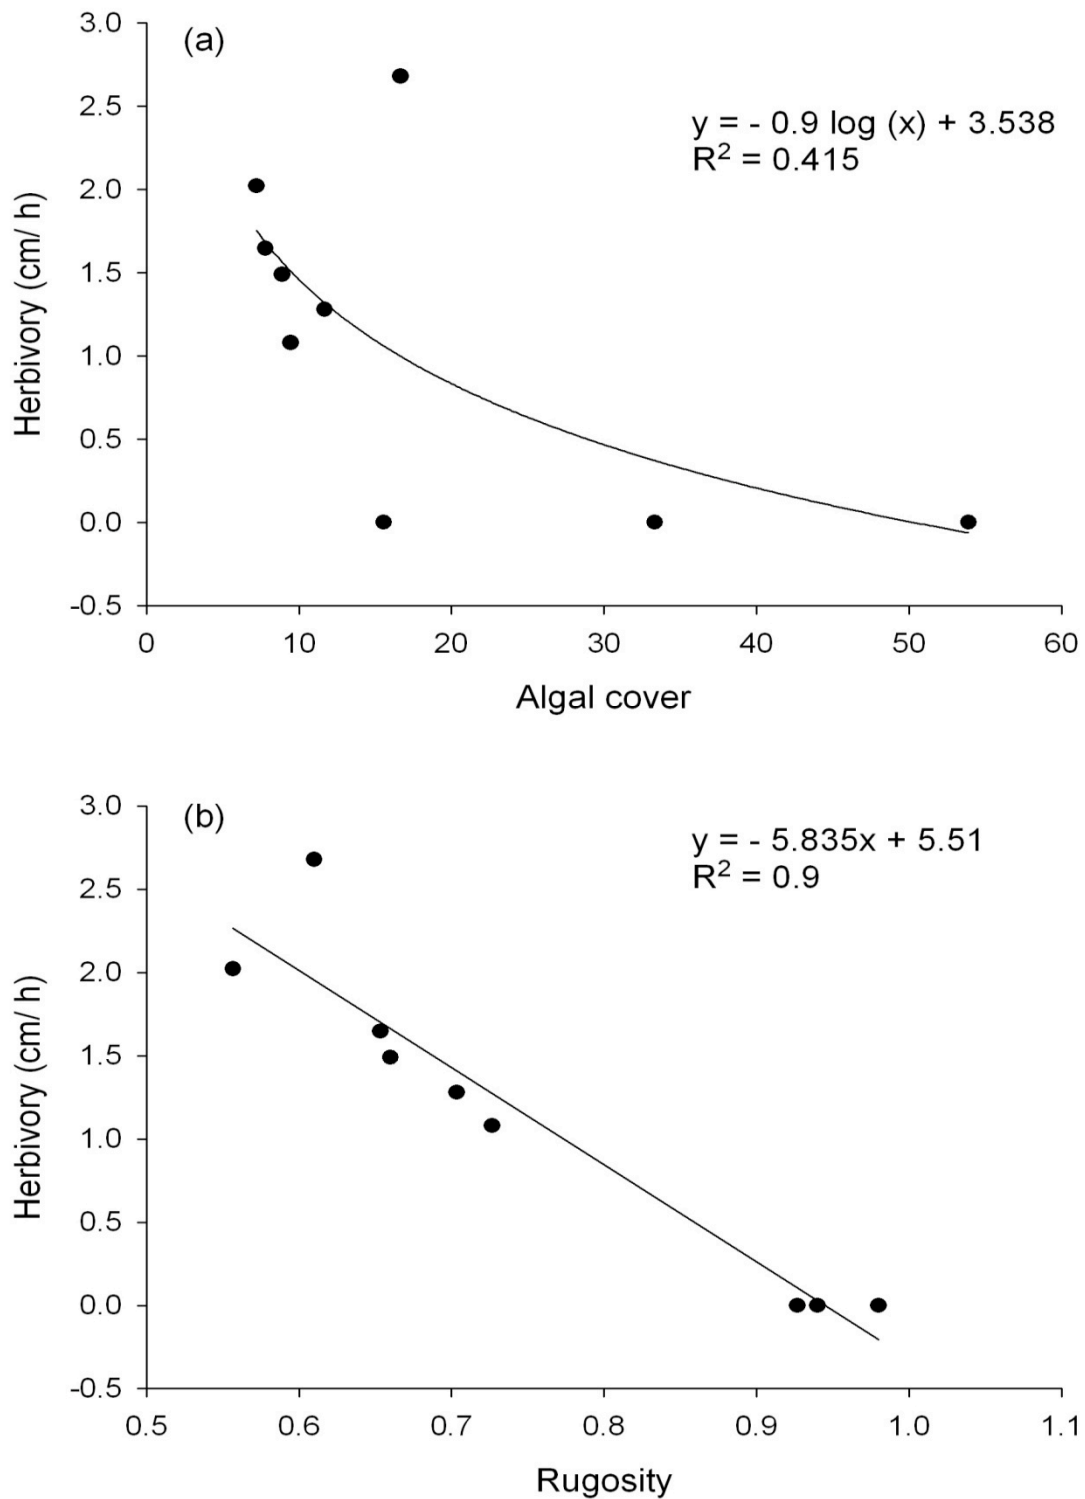 (a)
y = - 0.9 log (x) + 3.538
R² = 0.415
Herbivory (cm/ h)
3.0
2.5
2.0
1.5
1.0
0.5
0.0
-0.5
0 10 20 30 40 50 60
Algal cover
(b)
y = - 5.835x + 5.51
R² = 0.9
Herbivory (cm/ h)
3.0
2.5
2.0
1.5
1.0
0.5
0.0
-0.5
0.5 0.6 0.7 0.8 0.9 1.0 1.1
Rugosity